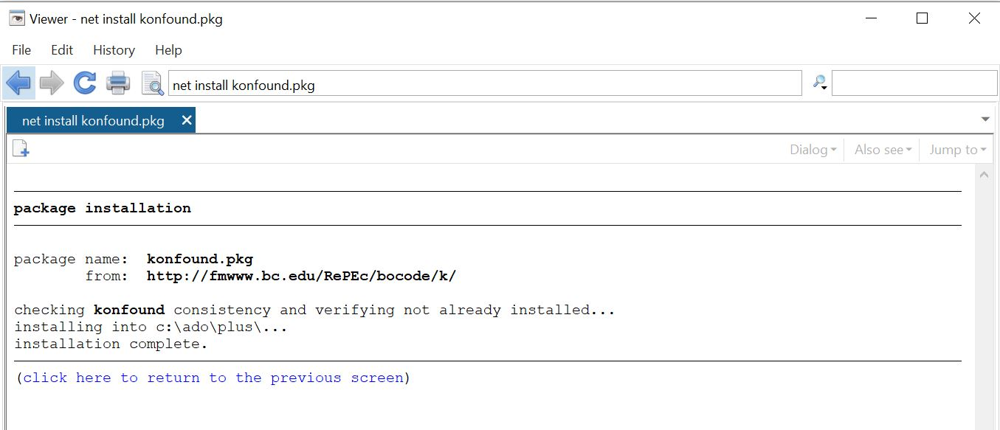 Viewer - net install konfound.pkg
File Edit History Help
net install konfound.pkg
net install konfound.pkg
Dialog Also see Jump to
package installation
package name: konfound.pkg
from: http://fmwww.bc.edu/RePEc/bocode/k/
checking konfound consistency and verifying not already installed...
installing into c:\ado\plus\...
installation complete.
(click here to return to the previous screen)